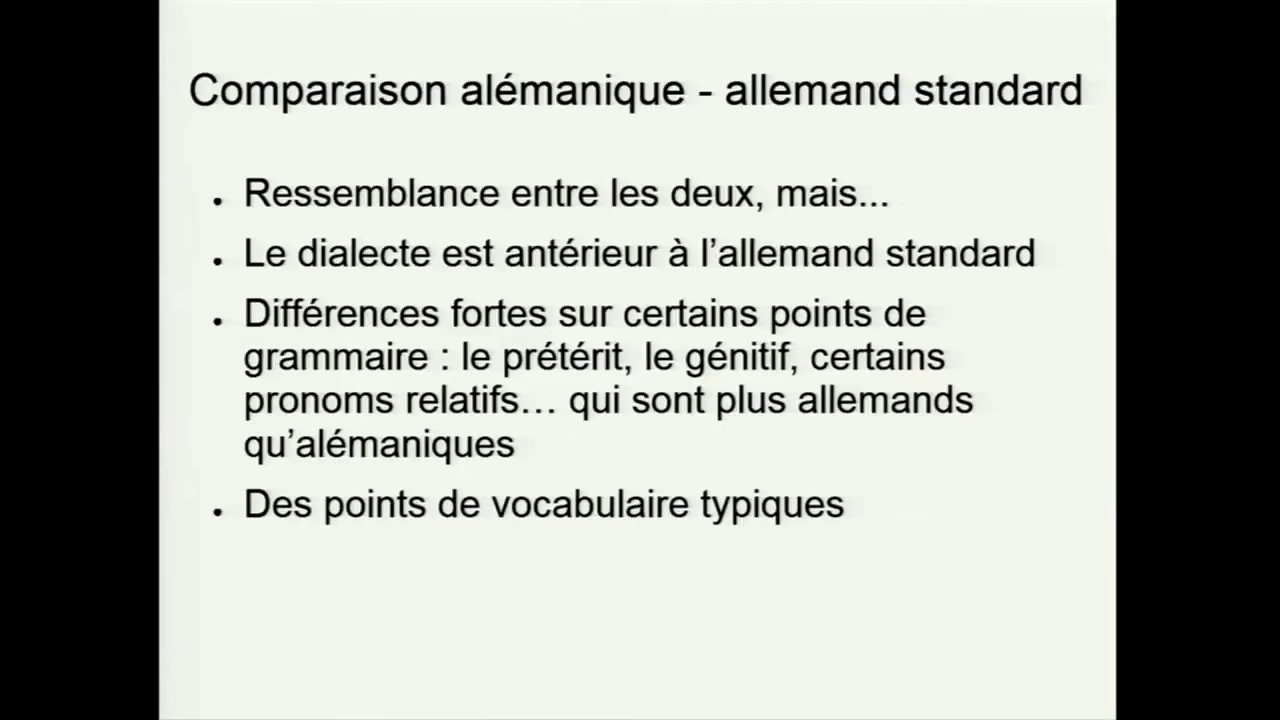 Comparaison alémanique - allemand standard
• Ressemblance entre les deux, mais...
• Le dialecte est antérieur à l’allemand standard
• Différences fortes sur certains points de
grammaire : le prétérit, le génitif, certains
pronoms relatifs… qui sont plus allemands
qu’alémaniques
• Des points de vocabulaire typiques